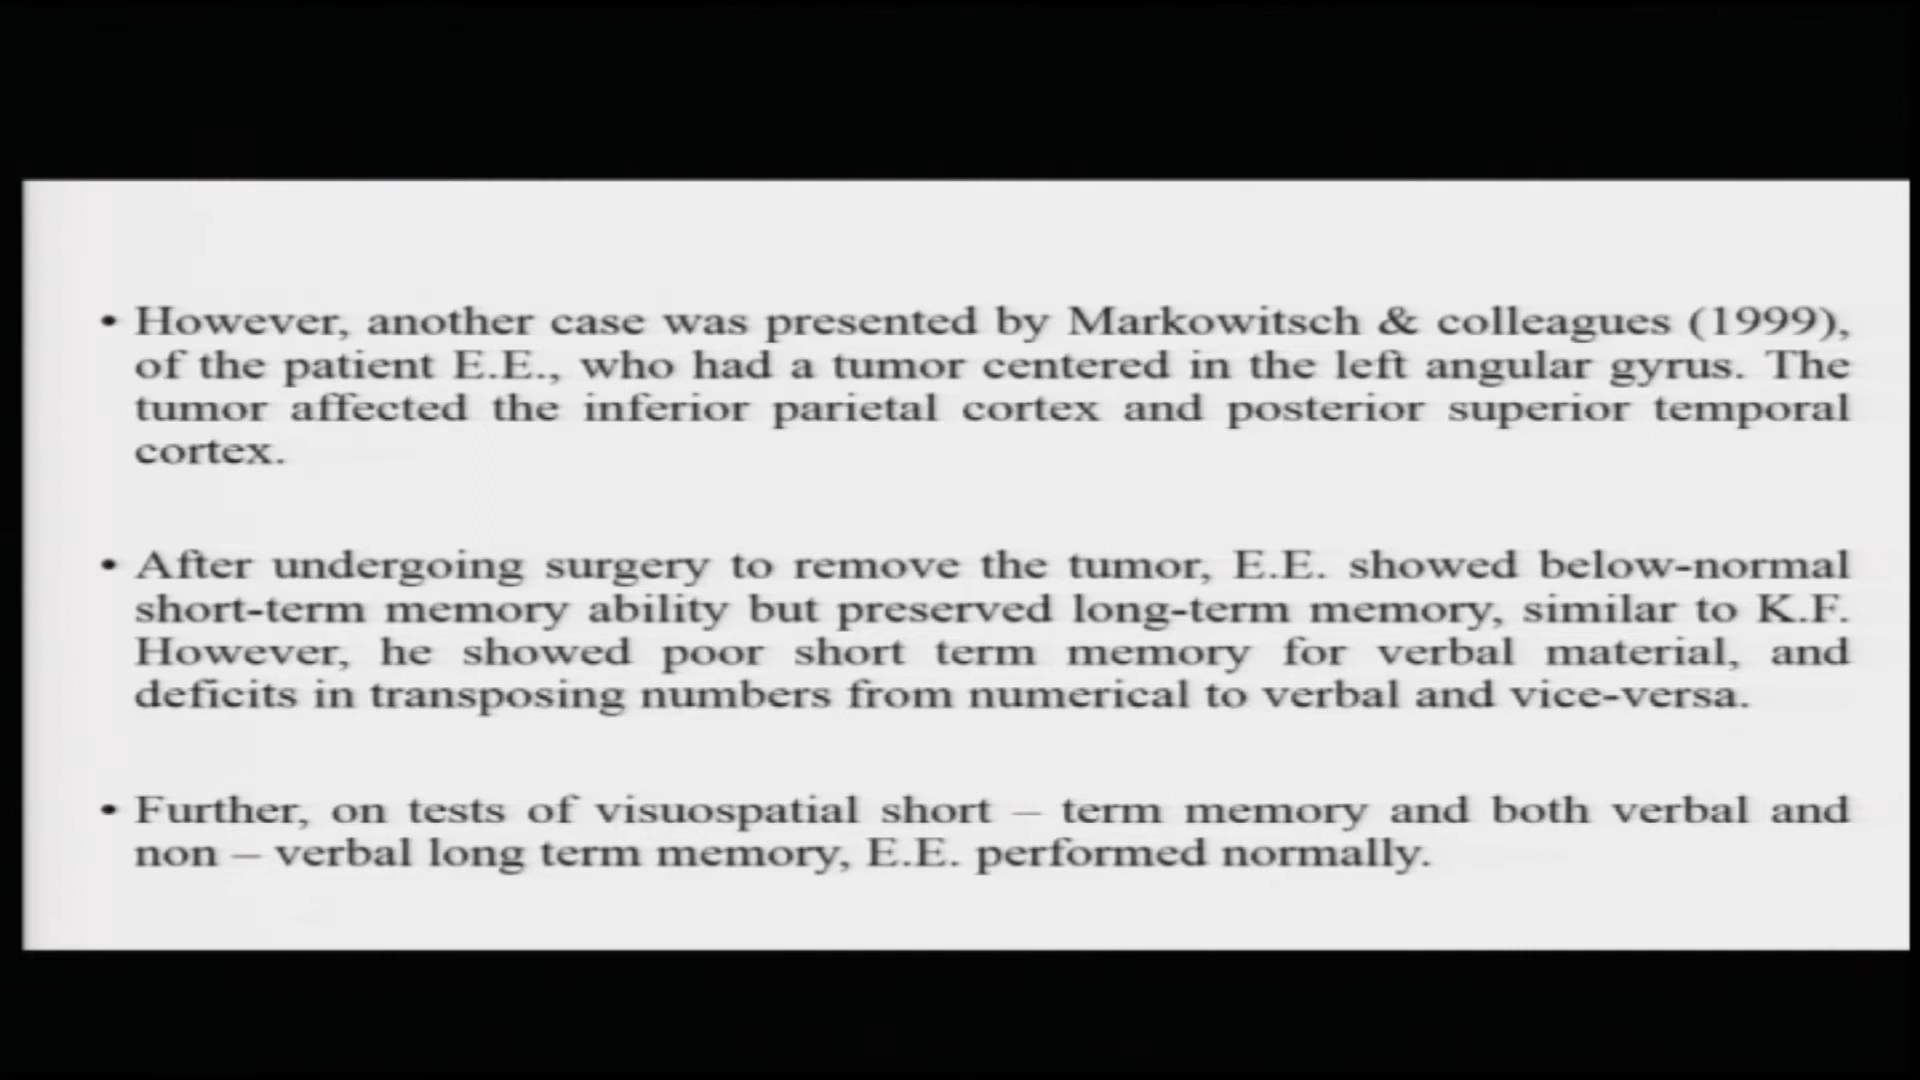 • However, another case was presented by Markowitsch & colleagues (1999),
of the patient E.E., who had a tumor centered in the left angular gyrus. The
tumor affected the inferior parietal cortex and posterior superior temporal
cortex.
• After undergoing surgery to remove the tumor, E.E. showed below-normal
short-term memory ability but preserved long-term memory, similar to K.F.
However, he showed poor short term memory for verbal material, and
deficits in transposing numbers from numerical to verbal and vice-versa.
• Further, on tests of visuospatial short – term memory and both verbal and
non – verbal long term memory, E.E. performed normally.